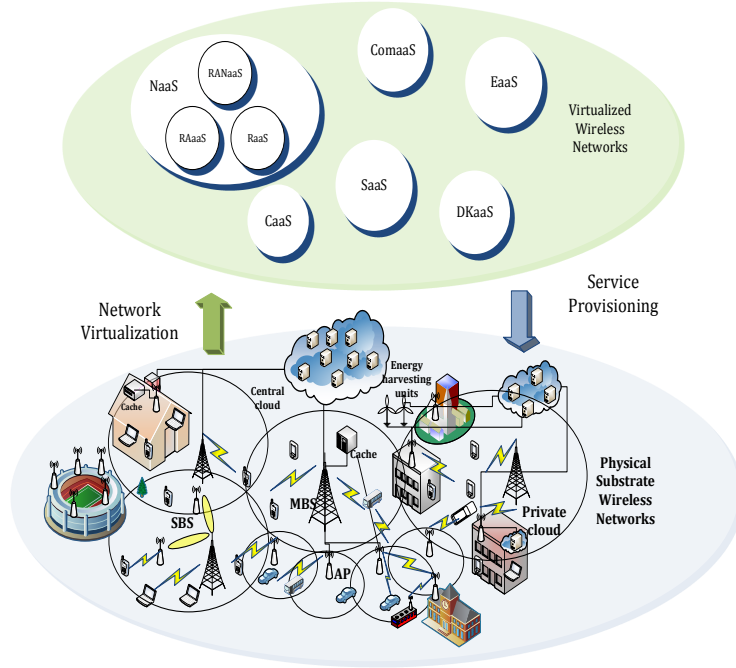 RANaaS
NaaS
RAaaS
RaaS
ComaaS
EaaS
Virtualized
Wireless
Networks
SaaS
CaaS
DKaaS
Network
Virtualization
Service
Provisioning
Energy
harvesting
units
Central
cloud
Cache
Cache
MBS
SBS
AP
Private
cloud
Physical
Substrate
Wireless
Networks